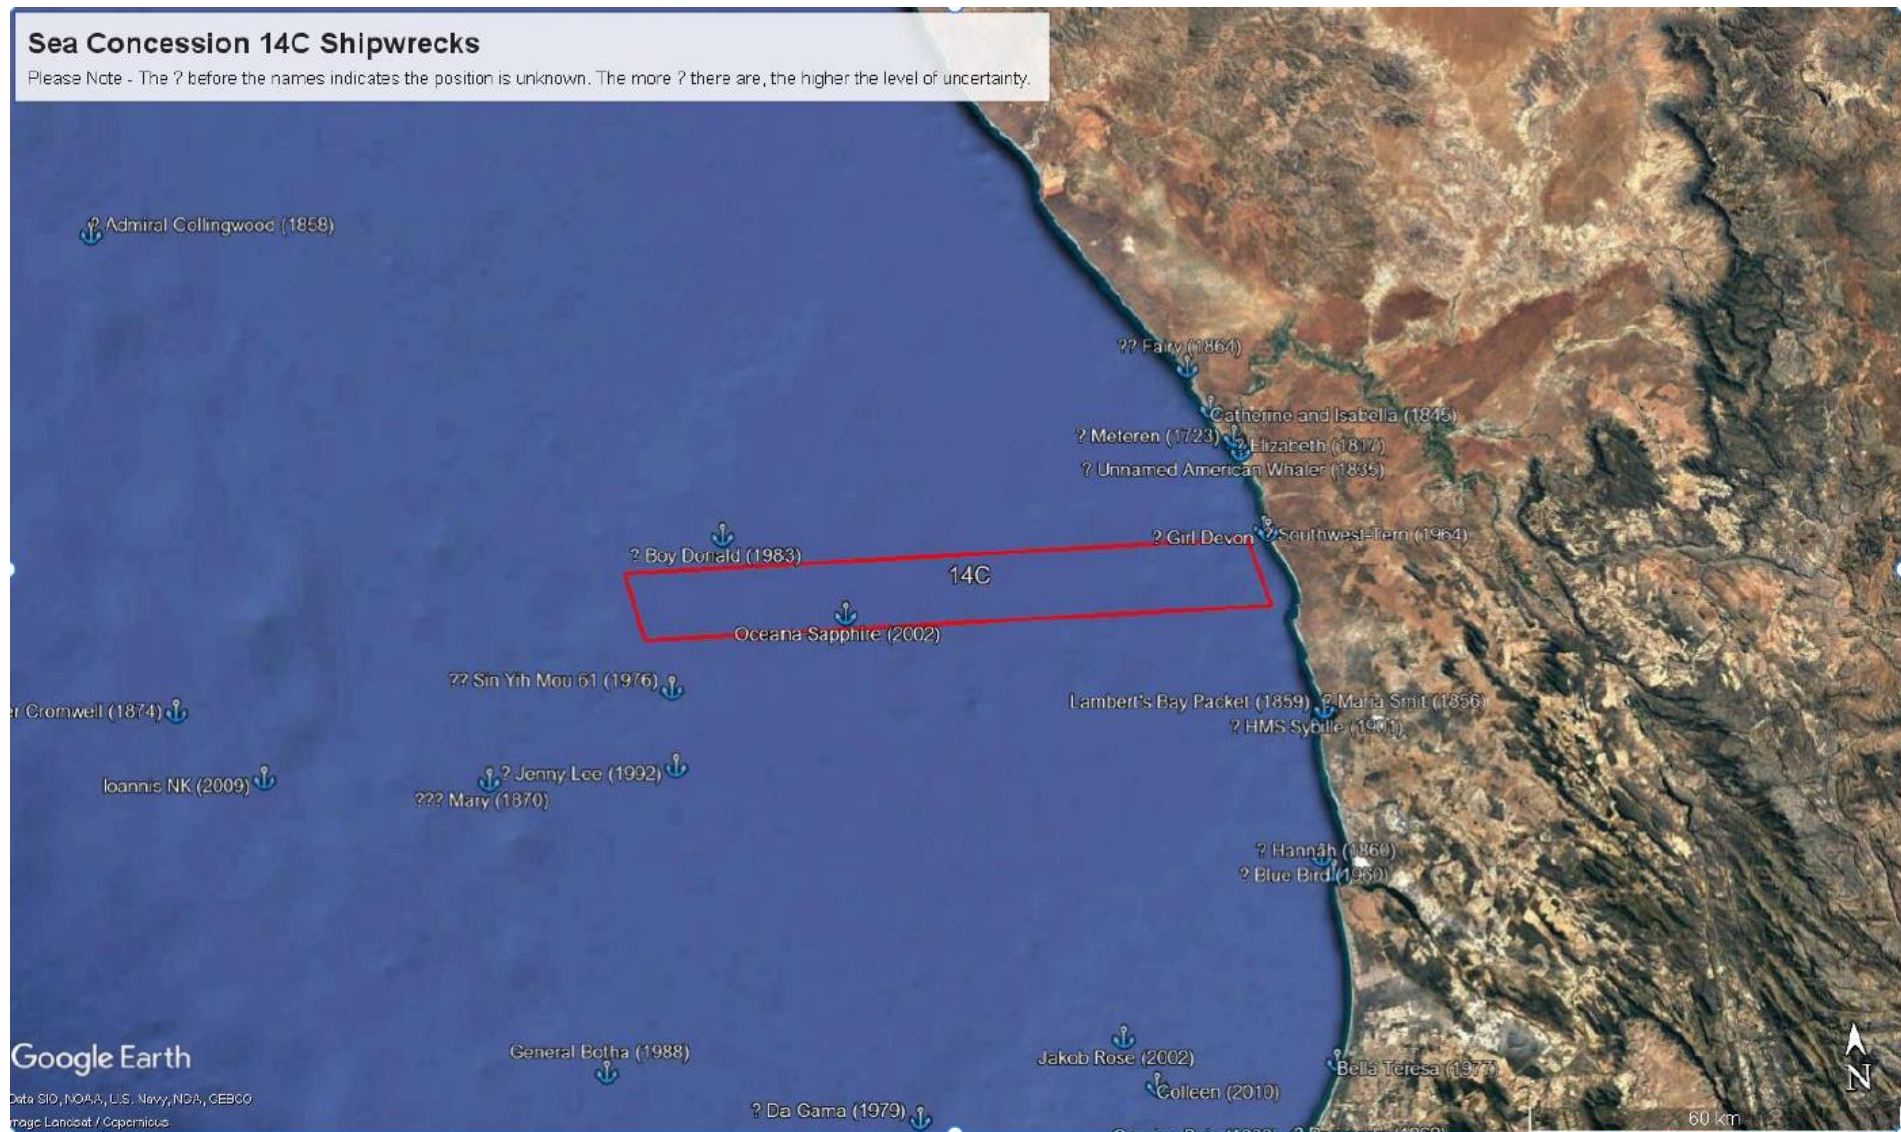 Sea Concession 14C Shipwrecks
Please Note - The ? before the names indicates the position is unknown. The more ? there are, the higher the level of uncertainty.
? Admiral Collingwood (1858)
?? Fairy (1864)
Catherine and Isabella (1845)
? Meteren (1723)
? Elizabeth (1817)
? Unnamed American Whaler (1835)
? Girl Devon
? Southwest-Tern (1964)
? Boy Donald (1983)
14C
Oceana Sapphire (2002)
?? Sin Yih Mou 61 (1976)
Lambert's Bay Packet (1859)
? Maria Smit (1856)
er Cromwell (1874)
? HMS Sybille (1901)
Ioannis NK (2009)
? Jenny Lee (1992)
??? Mary (1870)
? Hannah (1860)
? Blue Bird (1960)
General Botha (1988)
Jakob Rose (2002)
Bella Teresa (1977)
Colleen (2010)
? Da Gama (1979)
Google Earth
Data SIO, NOAA, U.S. Navy, NGA, GEBCO
mage Landsat / Copernicus
N
60 km